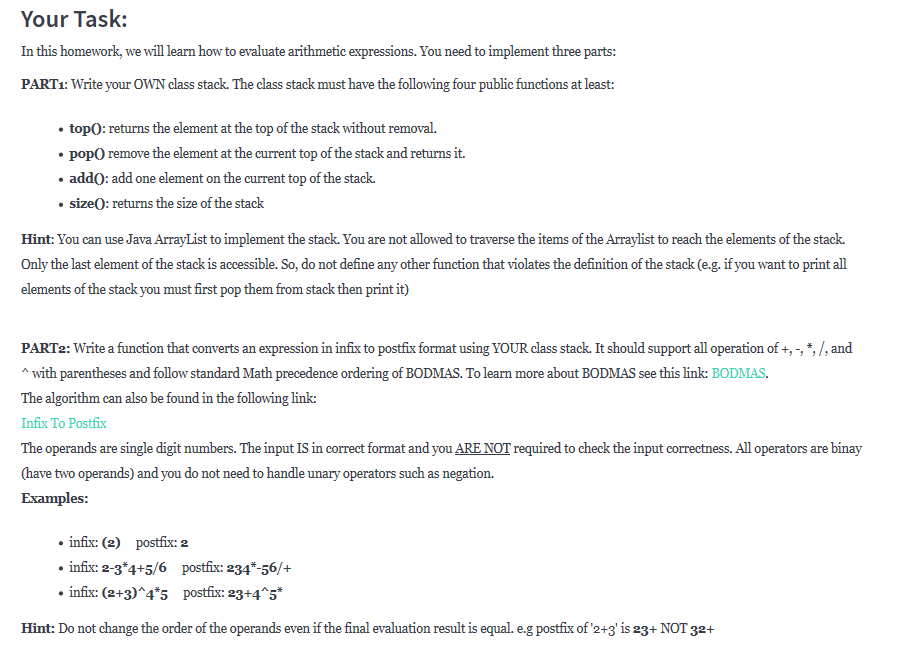 Your Task:
In this homework, we will learn how to evaluate arithmetic expressions. You need to implement three parts:
PART1: Write your OWN class stack. The class stack must have the following four public functions at least:
• top(): returns the element at the top of the stack without removal.
• pop() remove the element at the current top of the stack and returns it.
• add(): add one element on the current top of the stack.
• size(): returns the size of the stack
Hint: You can use Java ArrayList to implement the stack. You are not allowed to traverse the items of the Arraylist to reach the elements of the stack.
Only the last element of the stack is accessible. So, do not define any other function that violates the definition of the stack (e.g. if you want to print all
elements of the stack you must first pop them from stack then print it)
PART2: Write a function that converts an expression in infix to postfix format using YOUR class stack. It should support all operation of +, -, *, /, and
^ with parentheses and follow standard Math precedence ordering of BODMAS. To learn more about BODMAS see this link: BODMAS.
The algorithm can also be found in the following link:
Infix To Postfix
The operands are single digit numbers. The input IS in correct format and you ARE NOT required to check the input correctness. All operators are binay
(have two operands) and you do not need to handle unary operators such as negation.
Examples:
• infix: (2) postfix: 2
• infix: 2-3*4+5/6 postfix: 234*-56/+
• infix: (2+3)^4*5 postfix: 23+4^5*
Hint: Do not change the order of the operands even if the final evaluation result is equal. e.g postfix of '2+3' is 23+ NOT 32+